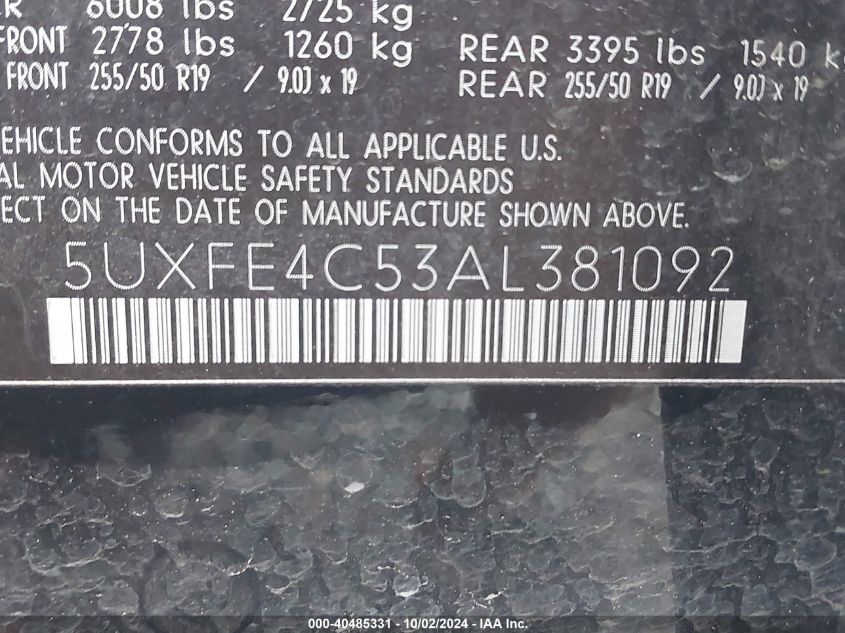 6008 lbs 2725 kg
FRONT 2778 lbs 1260 kg REAR 3395 lbs 1540
FRONT 255/50 R19 / 9.0J x 19 REAR 255/50 R19 / 9.0J x 19
EHICLE CONFORMS TO ALL APPLICABLE U.S.
AL MOTOR VEHICLE SAFETY STANDARDS
ECT ON THE DATE OF MANUFACTURE SHOWN ABOVE.
5UXFE4C53AL381092
000-40485331 - 10/02/2024 - IAA Inc.